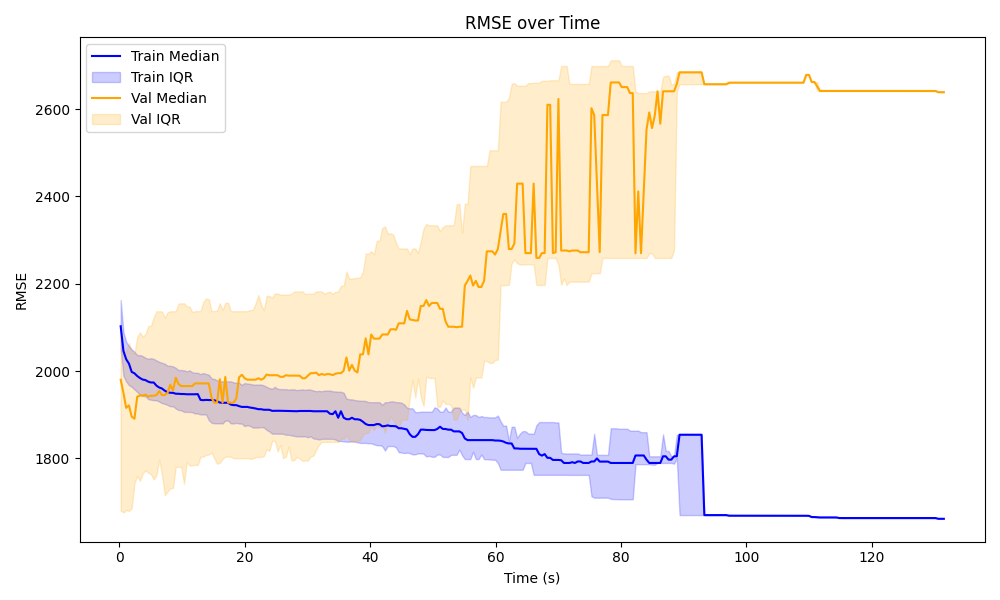 RMSE over Time
Train Median
Train IQR
Val Median
Val IQR
RMSE
2600
2400
2200
2000
1800
0 20 40 60 80 100 120
Time (s)